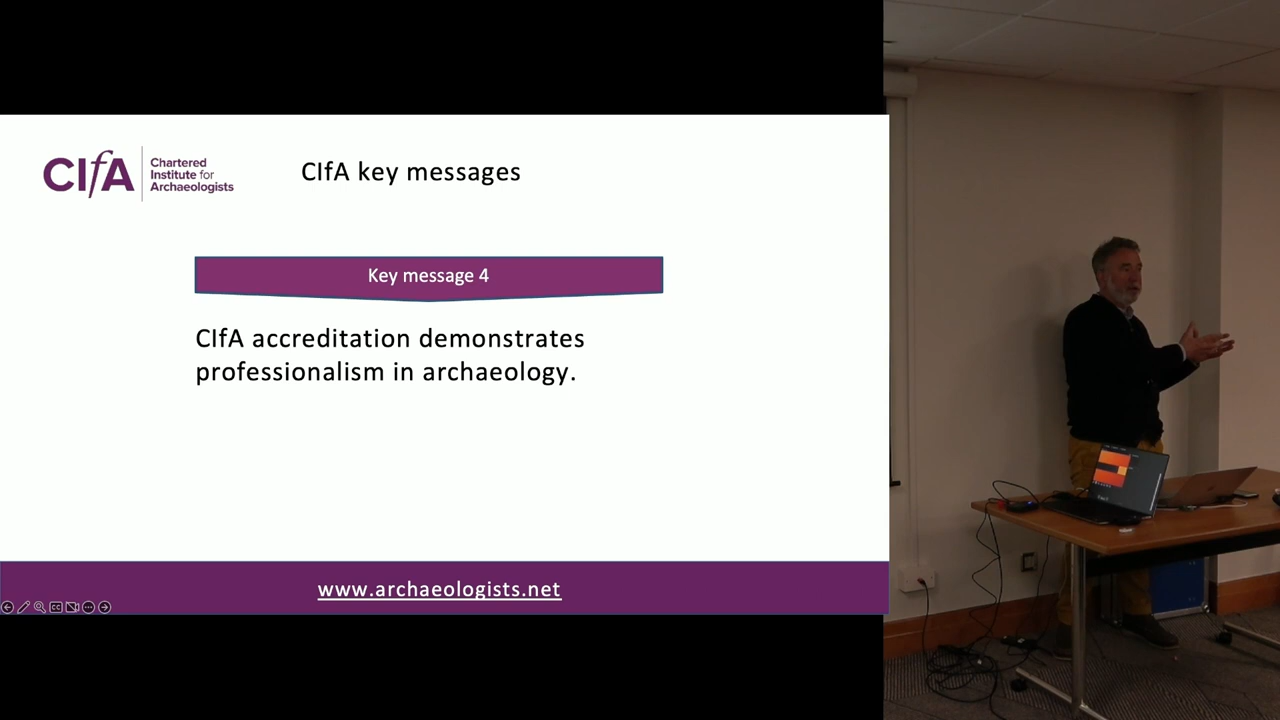 CIfA
Chartered
Institute for
Archaeologists
CIfA key messages
Key message 4
CIfA accreditation demonstrates
professionalism in archaeology.
www.archaeologists.net